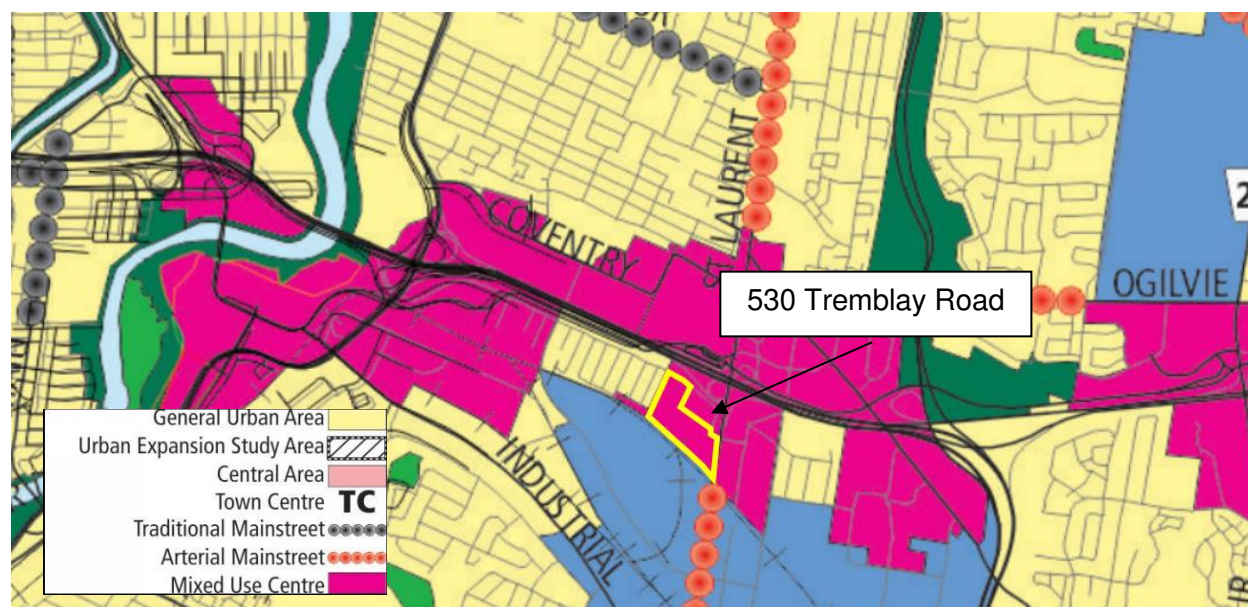 COVENTRY
ST. LAURENT
530 Tremblay Road
OGILVIE
2
INDUSTRIAL
General Urban Area
Urban Expansion Study Area
Central Area
Town Centre TC
Traditional Mainstreet
Arterial Mainstreet
Mixed Use Centre